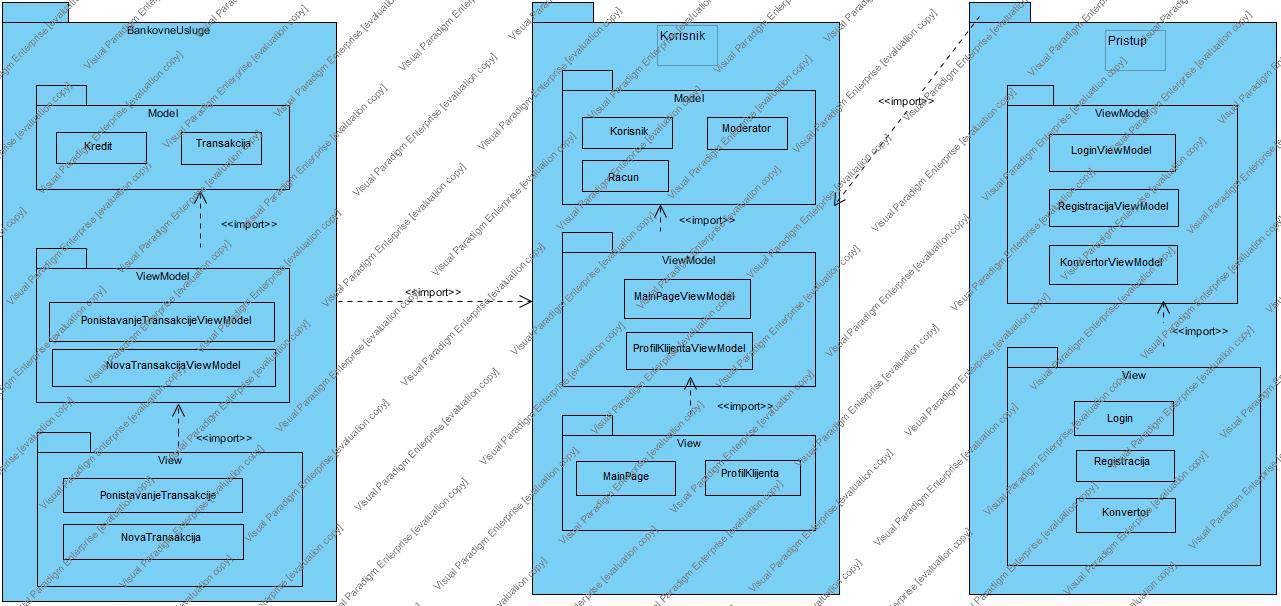 BankovneUsluge
Model
Kredit
Transakcija
<<import>>
ViewModel
PonistavanjeTransakcijeViewModel
NovaTransakcijaViewModel
<<import>>
View
PonistavanjeTransakcije
NovaTransakcija
<<import>>
Korisnik
Model
Korisnik
Moderator
Racun
<<import>>
ViewModel
MainPageViewModel
ProfilKlijentaViewModel
<<import>>
View
MainPage
ProfilKlijenta
<<import>>
Pristup
ViewModel
LoginViewModel
RegistracijaViewModel
KonvertorViewModel
<<import>>
View
Login
Registracija
Konvertor
Visual Paradigm Enterprise [evaluation copy]